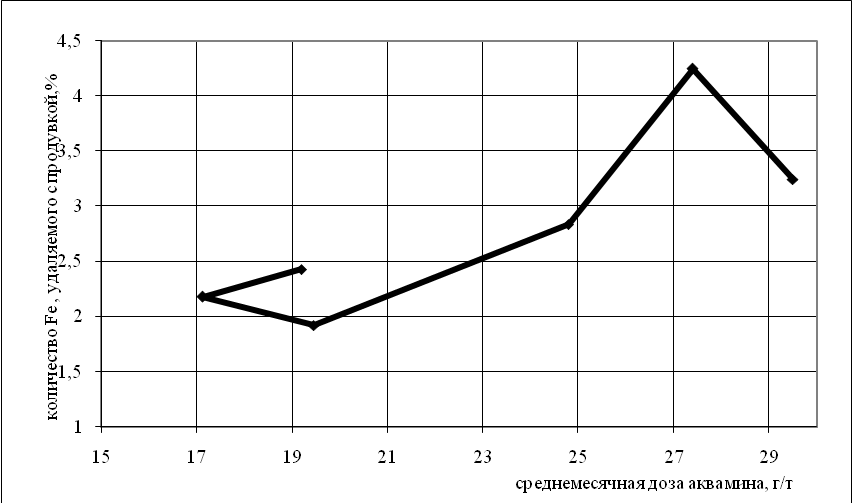 количество Fe , удаляемого с продувкой,%
4,5
4
3,5
3
2,5
2
1,5
1
15 17 19 21 23 25 27 29
среднемесячная доза аквамина, г/т